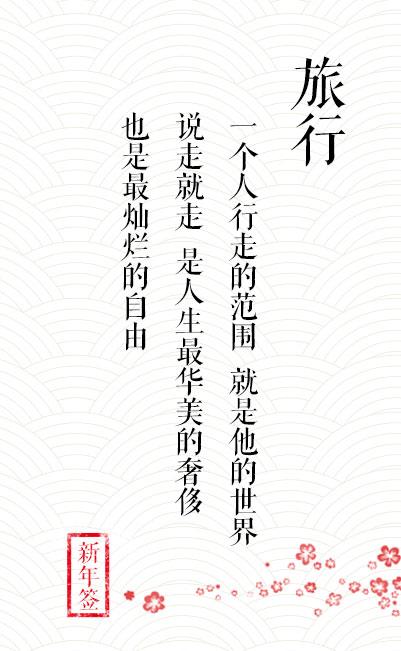 旅行
一个人行走的范围 就是他的世界
说走就走 是人生最华美的奢侈
也是最灿烂的自由
新年签